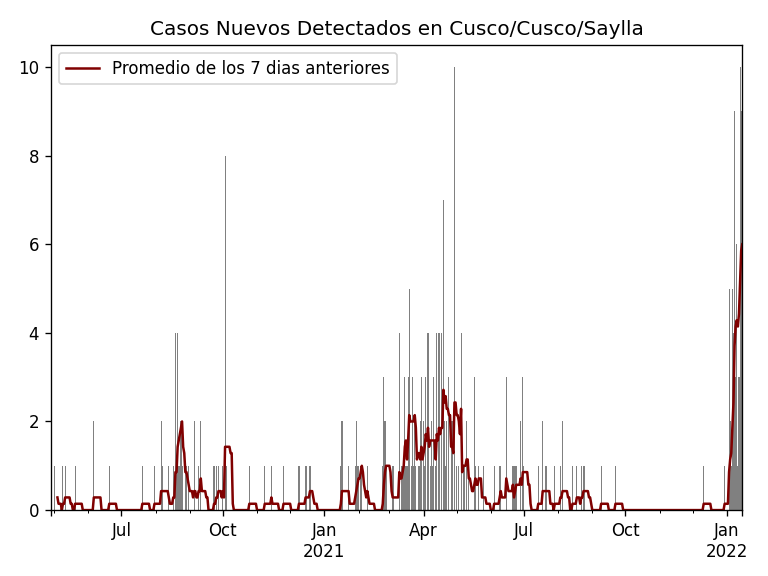 Casos Nuevos Detectados en Cusco/Cusco/Saylla
Promedio de los 7 dias anteriores
10
8
6
4
2
0
Jul Oct Jan Apr Jul Oct Jan
2021 2022